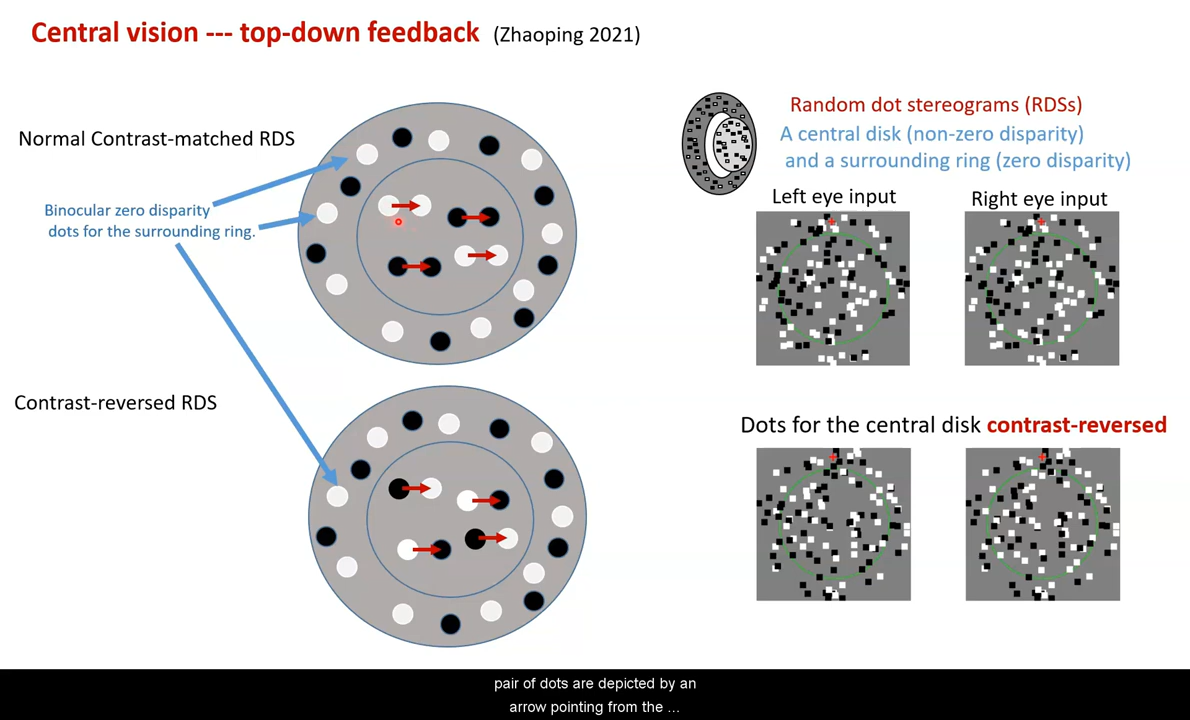 Central vision --- top-down feedback (Zhaoping 2021)
Normal Contrast-matched RDS
Binocular zero disparity
dots for the surrounding ring.
Contrast-reversed RDS
Random dot stereograms (RDSs)
A central disk (non-zero disparity)
and a surrounding ring (zero disparity)
Left eye input
Right eye input
Dots for the central disk contrast-reversed
pair of dots are depicted by an
arrow pointing from the ...